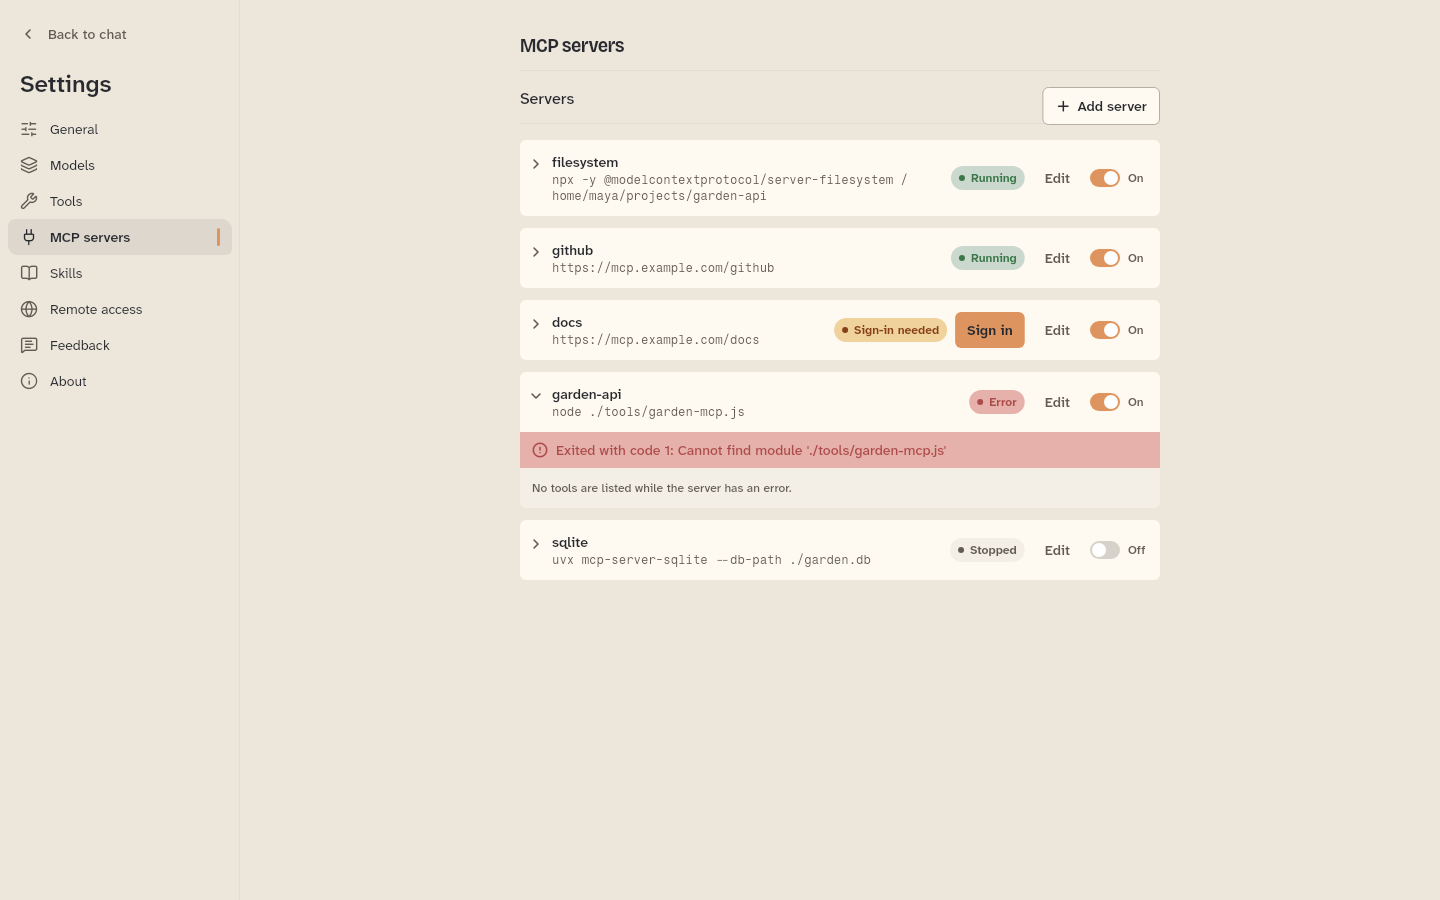 Back to chat
Settings
General
Models
Tools
MCP servers
Skills
Remote access
Feedback
About
MCP servers
Servers
Add server
filesystem
npx -y @modelcontextprotocol/server-filesystem /
home/maya/projects/garden-api
Running
Edit
On
github
https://mcp.example.com/github
Running
Edit
On
docs
https://mcp.example.com/docs
Sign-in needed
Sign in
Edit
On
garden-api
node ./tools/garden-mcp.js
Error
Edit
On
Exited with code 1: Cannot find module './tools/garden-mcp.js'
No tools are listed while the server has an error.
sqlite
uvx mcp-server-sqlite --db-path ./garden.db
Stopped
Edit
Off